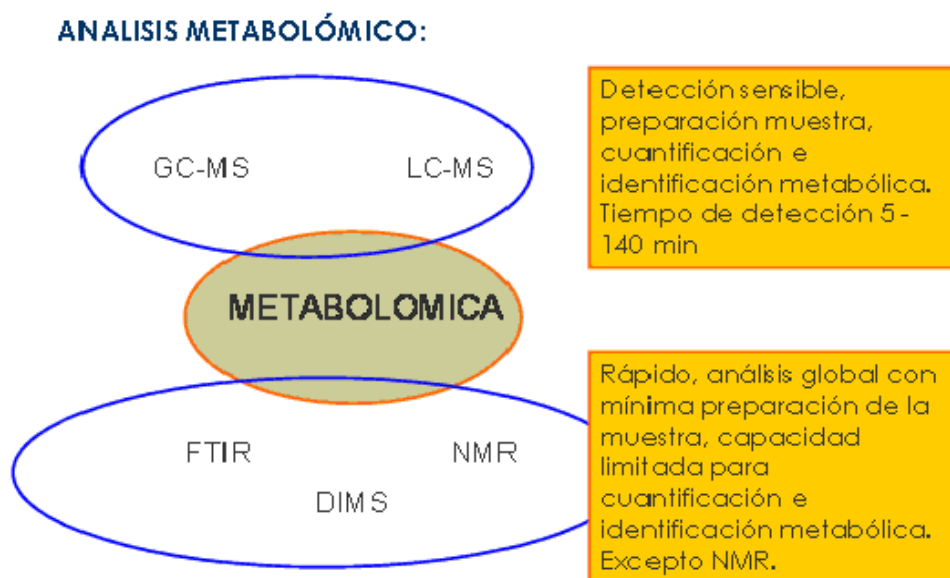 ANALISIS METABOLÓMICO:
GC-MS
LC-MS
Detección sensible,
preparación muestra,
cuantificación e
identificación metabólica.
Tiempo de detección 5-
140 min
METABOLOMICA
FTIR
NMR
DIMS
Rápido, análisis global con
mínima preparación de la
muestra, capacidad
limitada para
cuantificación e
identificación metabólica.
Excepto NMR.